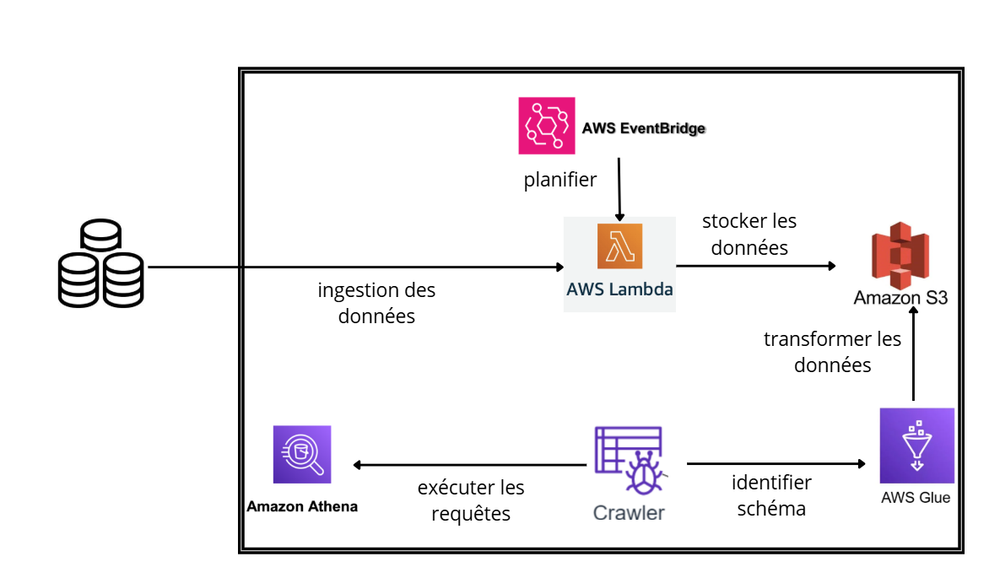 AWS EventBridge
planifier
stocker les
données
AWS Lambda
Amazon S3
ingestion des
données
transformer les
données
AWS Glue
identifier
schéma
Crawler
exécuter les
requêtes
Amazon Athena